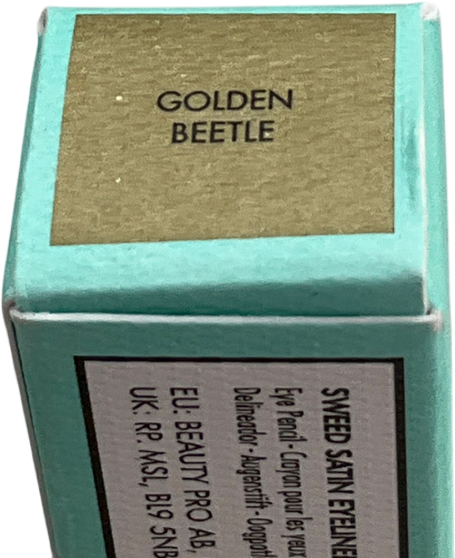 GOLDEN
BEETLE
SWEED SATIN EYELINER
Eye Pencil · Crayon pour les yeux
Delineador · Augenstift ·
EU: BEAUTY PRO AB,
UK: RP. MSL, BL9 5NB